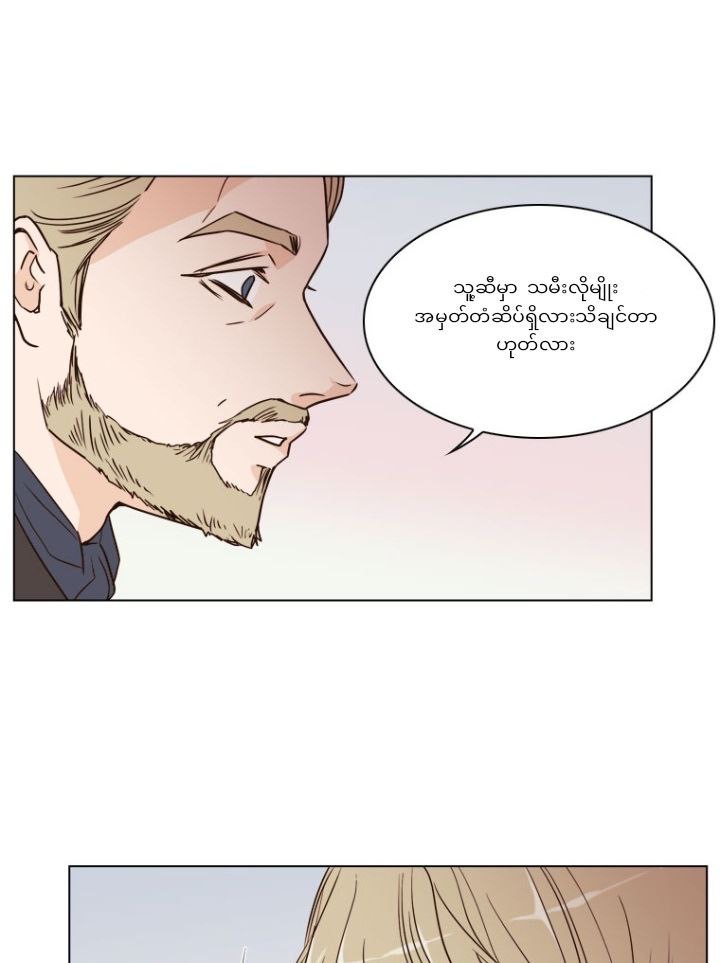 သူ့ဆီမှာ သမီးလိုမျိုး
အမှတ်တံဆိပ်ရှိလားသိချင်တာ
ဟုတ်လား